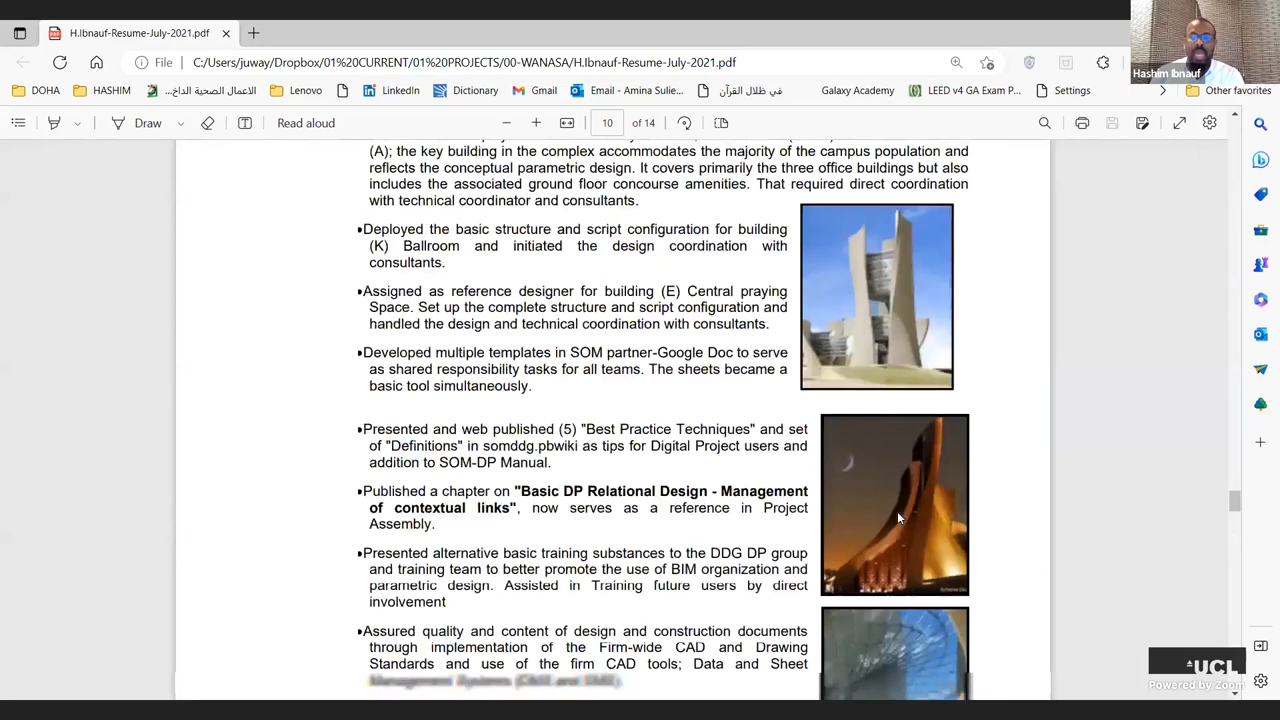 H.Ibnauf-Resume-July-2021.pdf
File
C:/Users/juway/Dropbox/01%20CURRENT/01%20PROJECTS/00-WANASA/H.Ibnauf-Resume-July-2021.pdf
Hashim Ibnauf
DOHA
HASHIM
الاعمال الصحية الداخ...
Lenovo
LinkedIn
Dictionary
Gmail
Email - Amina Sulie...
في ظلال القرآن
Galaxy Academy
LEED v4 GA Exam P...
Settings
Other favorites
Draw
Read aloud
10
of 14
(A); the key building in the complex accommodates the majority of the campus population and
reflects the conceptual parametric design. It covers primarily the three office buildings but also
includes the associated ground floor concourse amenities. That required direct coordination
with technical coordinator and consultants.
•Deployed the basic structure and script configuration for building
(K) Ballroom and initiated the design coordination with
consultants.
•Assigned as reference designer for building (E) Central praying
Space. Set up the complete structure and script configuration and
handled the design and technical coordination with consultants.
•Developed multiple templates in SOM partner-Google Doc to serve
as shared responsibility tasks for all teams. The sheets became a
basic tool simultaneously.
•Presented and web published (5) "Best Practice Techniques" and set
of "Definitions" in somddg.pbwiki as tips for Digital Project users and
addition to SOM-DP Manual.
•Published a chapter on "Basic DP Relational Design - Management
of contextual links", now serves as a reference in Project
Assembly.
•Presented alternative basic training substances to the DDG DP group
and training team to better promote the use of BIM organization and
parametric design. Assisted in Training future users by direct
involvement
•Assured quality and content of design and construction documents
through implementation of the Firm-wide CAD and Drawing
Standards and use of the firm CAD tools; Data and Sheet
UCL
Powered by Zoom